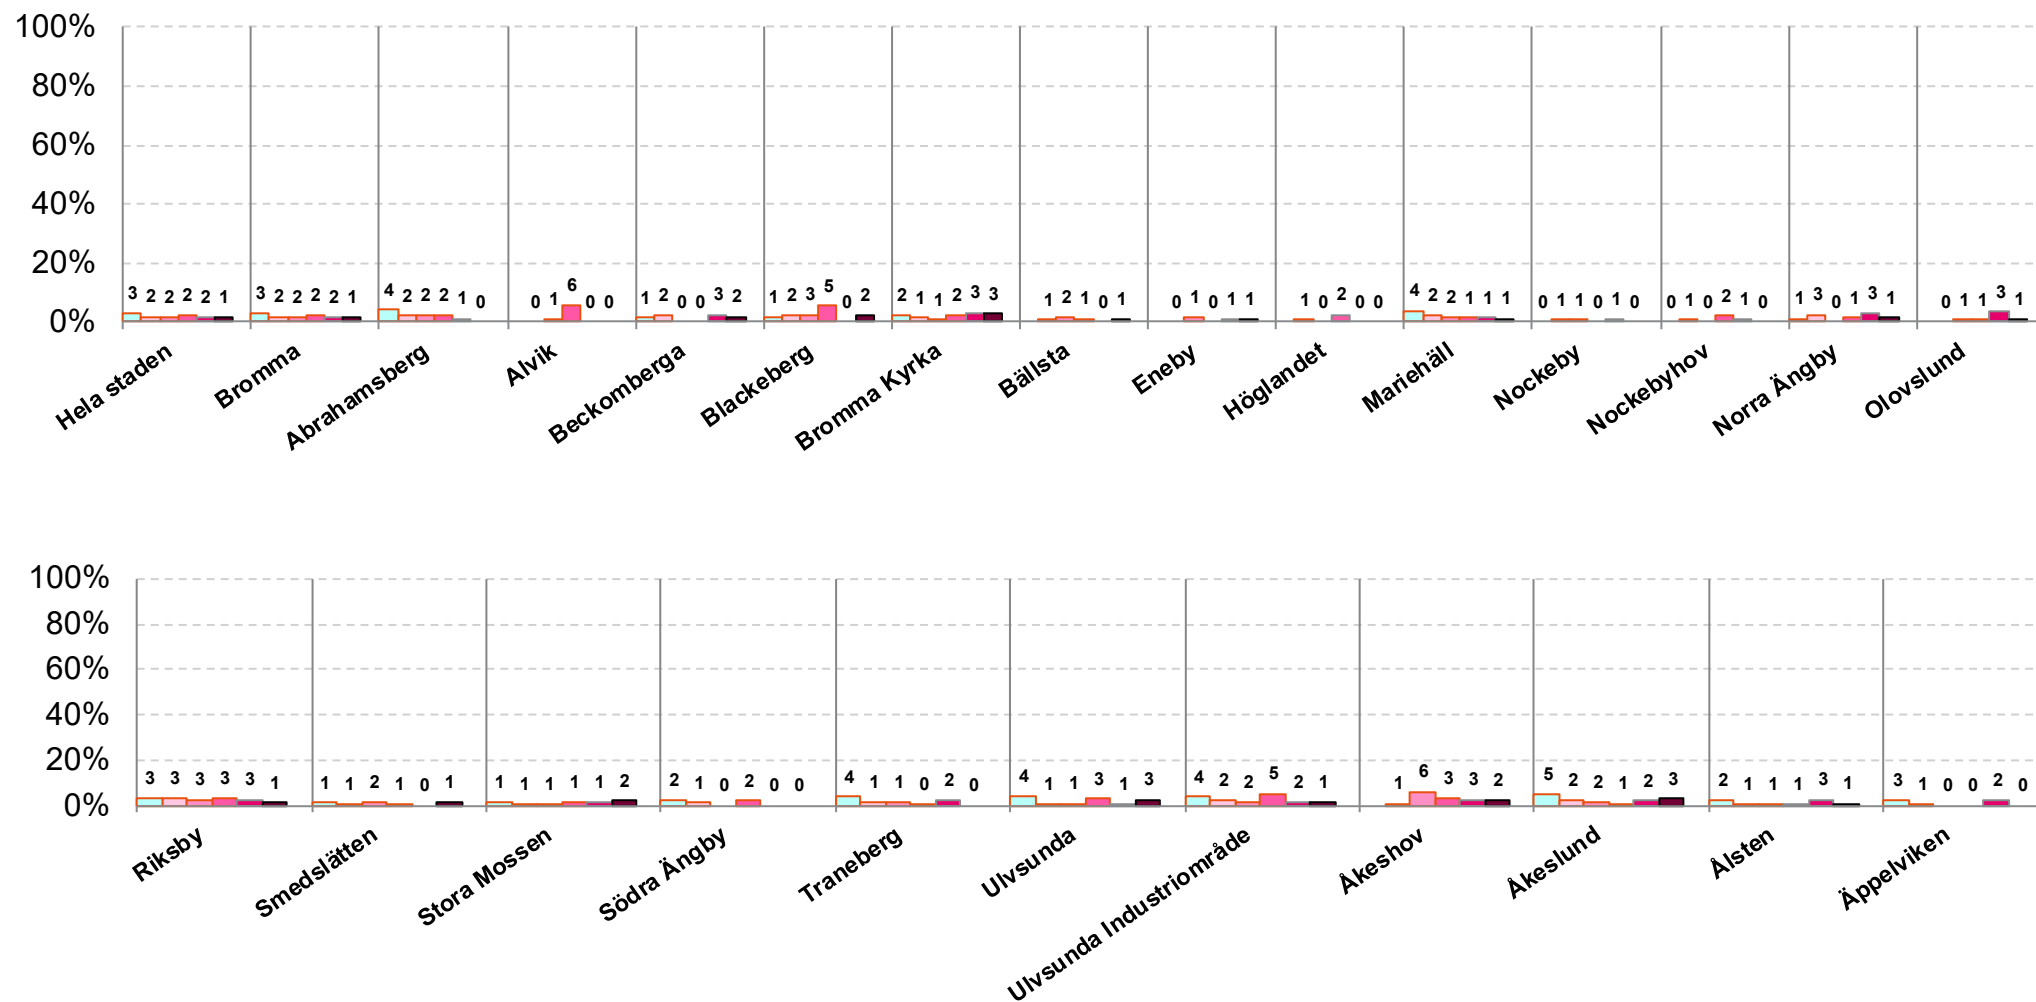 100%
80%
60%
40%
20%
0%
3 2 2 2 2 1
3 2 2 2 2 1
4 2 2 2 1 0
0 1 6 0 0
1 2 0 0 3 2
1 2 3 5 0 2
2 1 1 2 3 3
1 2 1 0 1
0 1 0 1 1
1 0 2 0 0
4 2 2 1 1 1
0 1 1 0 1 0
0 1 0 2 1 0
1 3 0 1 3 1
0 1 1 3 1
Hela staden
Bromma
Abrahamsberg
Alvik
Beckomberga
Blackeberg
Bromma Kyrka
Bällsta
Eneby
Höglandet
Mariehäll
Nockeby
Nockebyhov
Norra Ängby
Olovslund
100%
80%
60%
40%
20%
0%
3 3 3 3 3 1
1 1 2 1 0 1
1 1 1 1 1 2
2 1 0 2 0 0
4 1 1 0 2 0
4 1 1 3 1 3
4 2 2 5 2 1
1 6 3 3 2
5 2 2 1 2 3
2 1 1 1 3 1
3 1 0 0 2 0
Riksby
Smedslätten
Stora Mossen
Södra Ängby
Traneberg
Ulvsunda
Ulvsunda Industriområde
Åkeshov
Åkeslund
Ålsten
Äppelviken